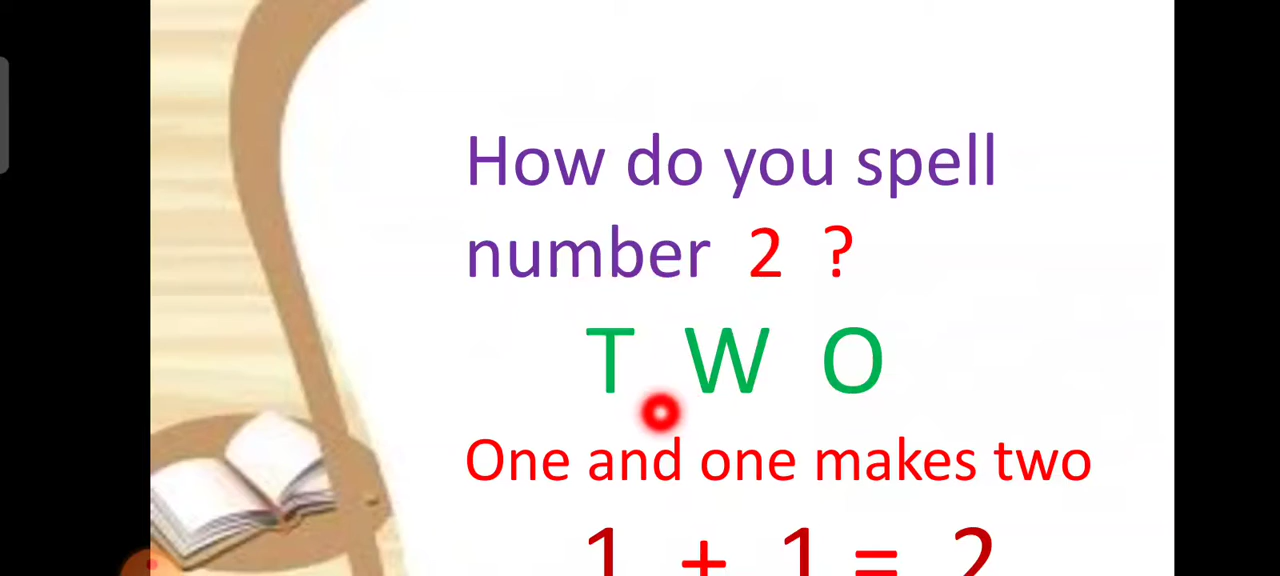 How do you spell
number 2 ?
T W O
One and one makes two
1 + 1 = 2